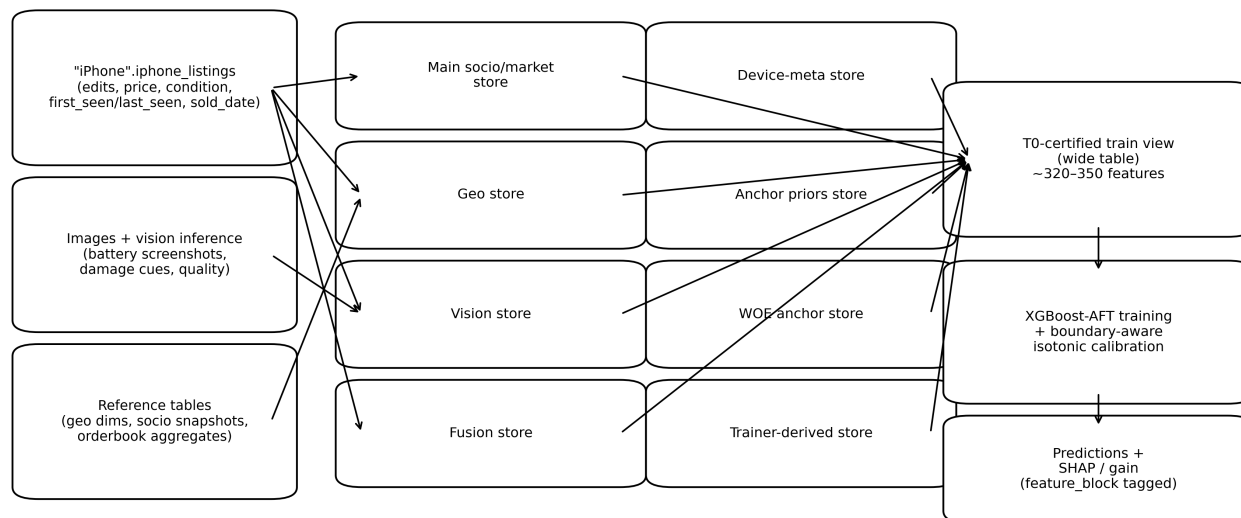 "iPhone".iphone_listings
(edits, price, condition,
first_seen/last_seen, sold_date)
Images + vision inference
(battery screenshots,
damage cues, quality)
Reference tables
(geo dims, socio snapshots,
orderbook aggregates)
Main socio/market
store
Geo store
Vision store
Fusion store
Device-meta store
Anchor priors store
WOE anchor store
Trainer-derived store
T0-certified train view
(wide table)
~320–350 features
XGBoost-AFT training
+ boundary-aware
isotonic calibration
Predictions +
SHAP / gain
(feature_block tagged)